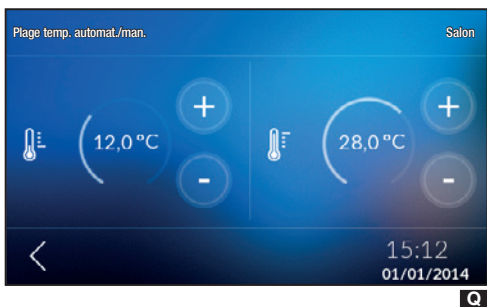 Plage temp. automat./man. Salon
+ +
12,0 °C 28,0 °C
- -
15:12
01/01/2014
Q